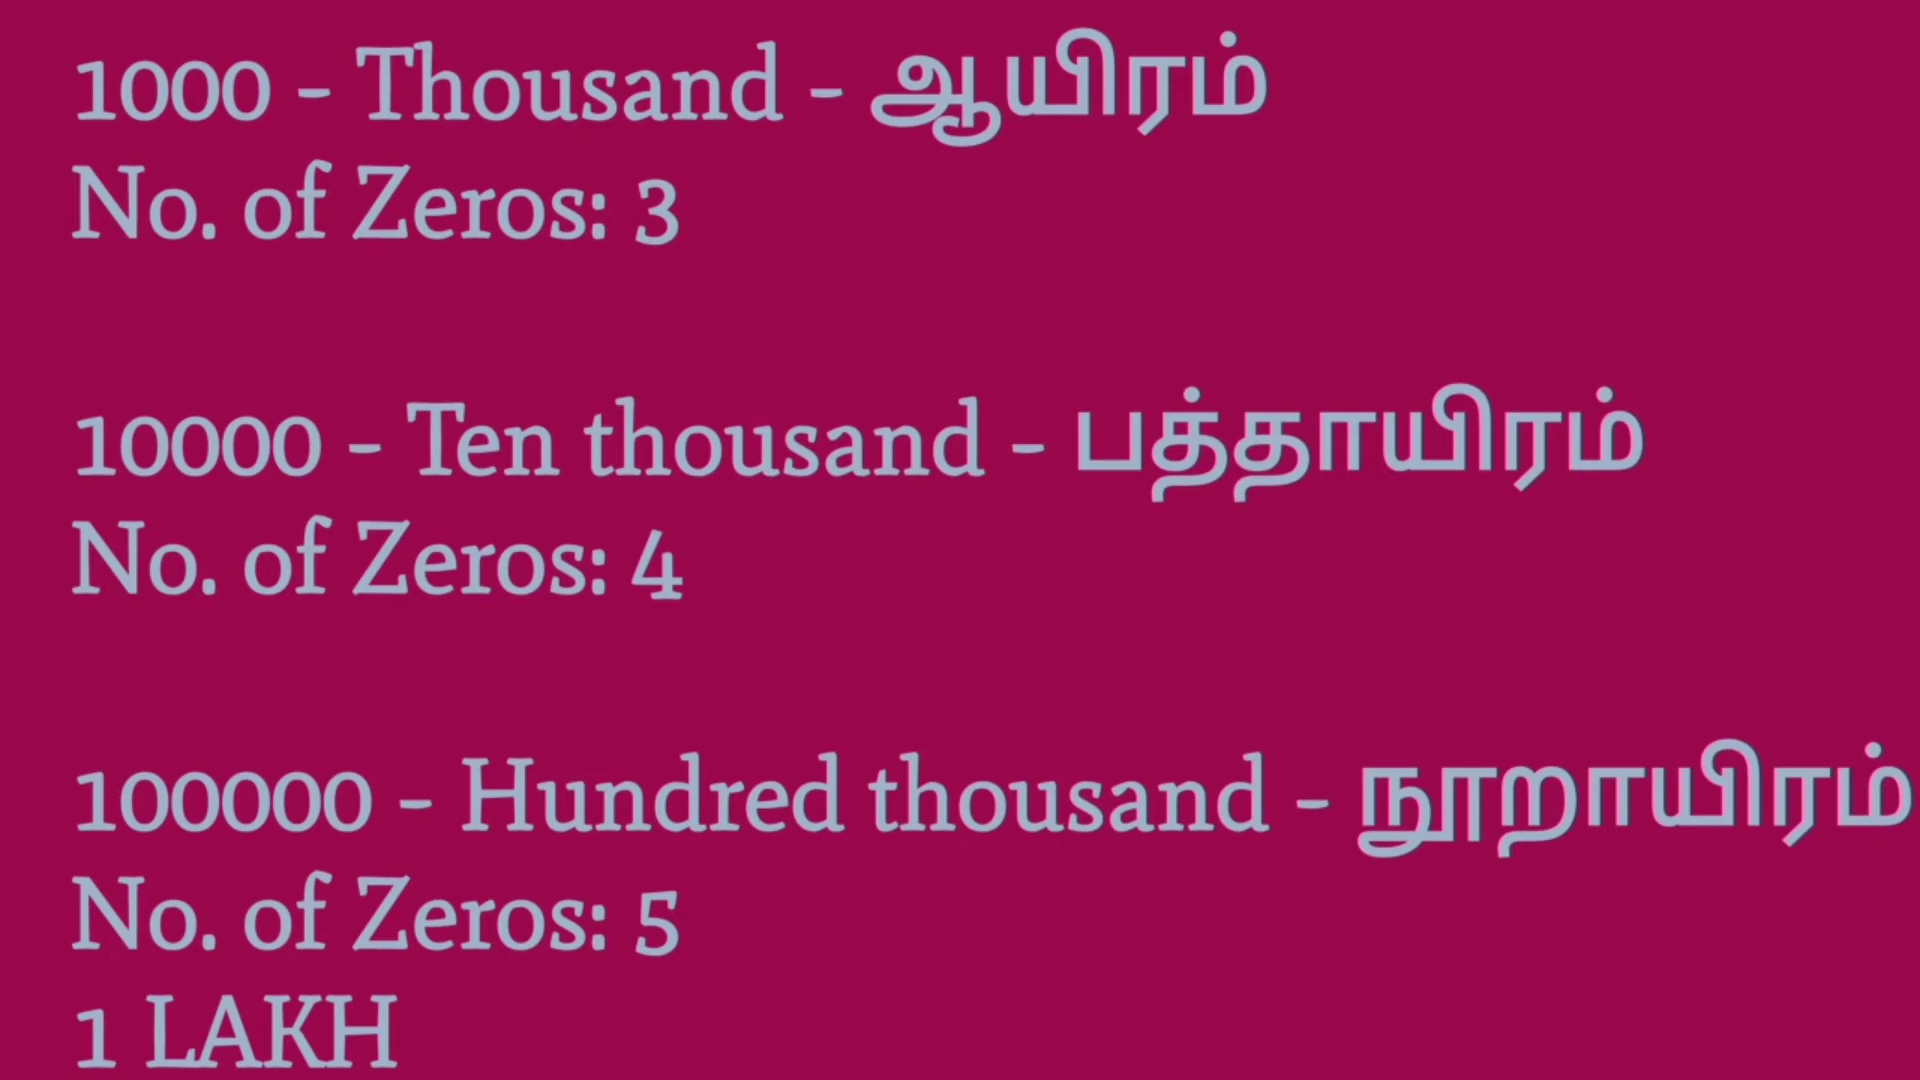 1000 - Thousand - ஆயிரம்
No. of Zeros: 3
10000 - Ten thousand - பத்தாயிரம்
No. of Zeros: 4
100000 - Hundred thousand - நூறாயிரம்
No. of Zeros: 5
1 LAKH